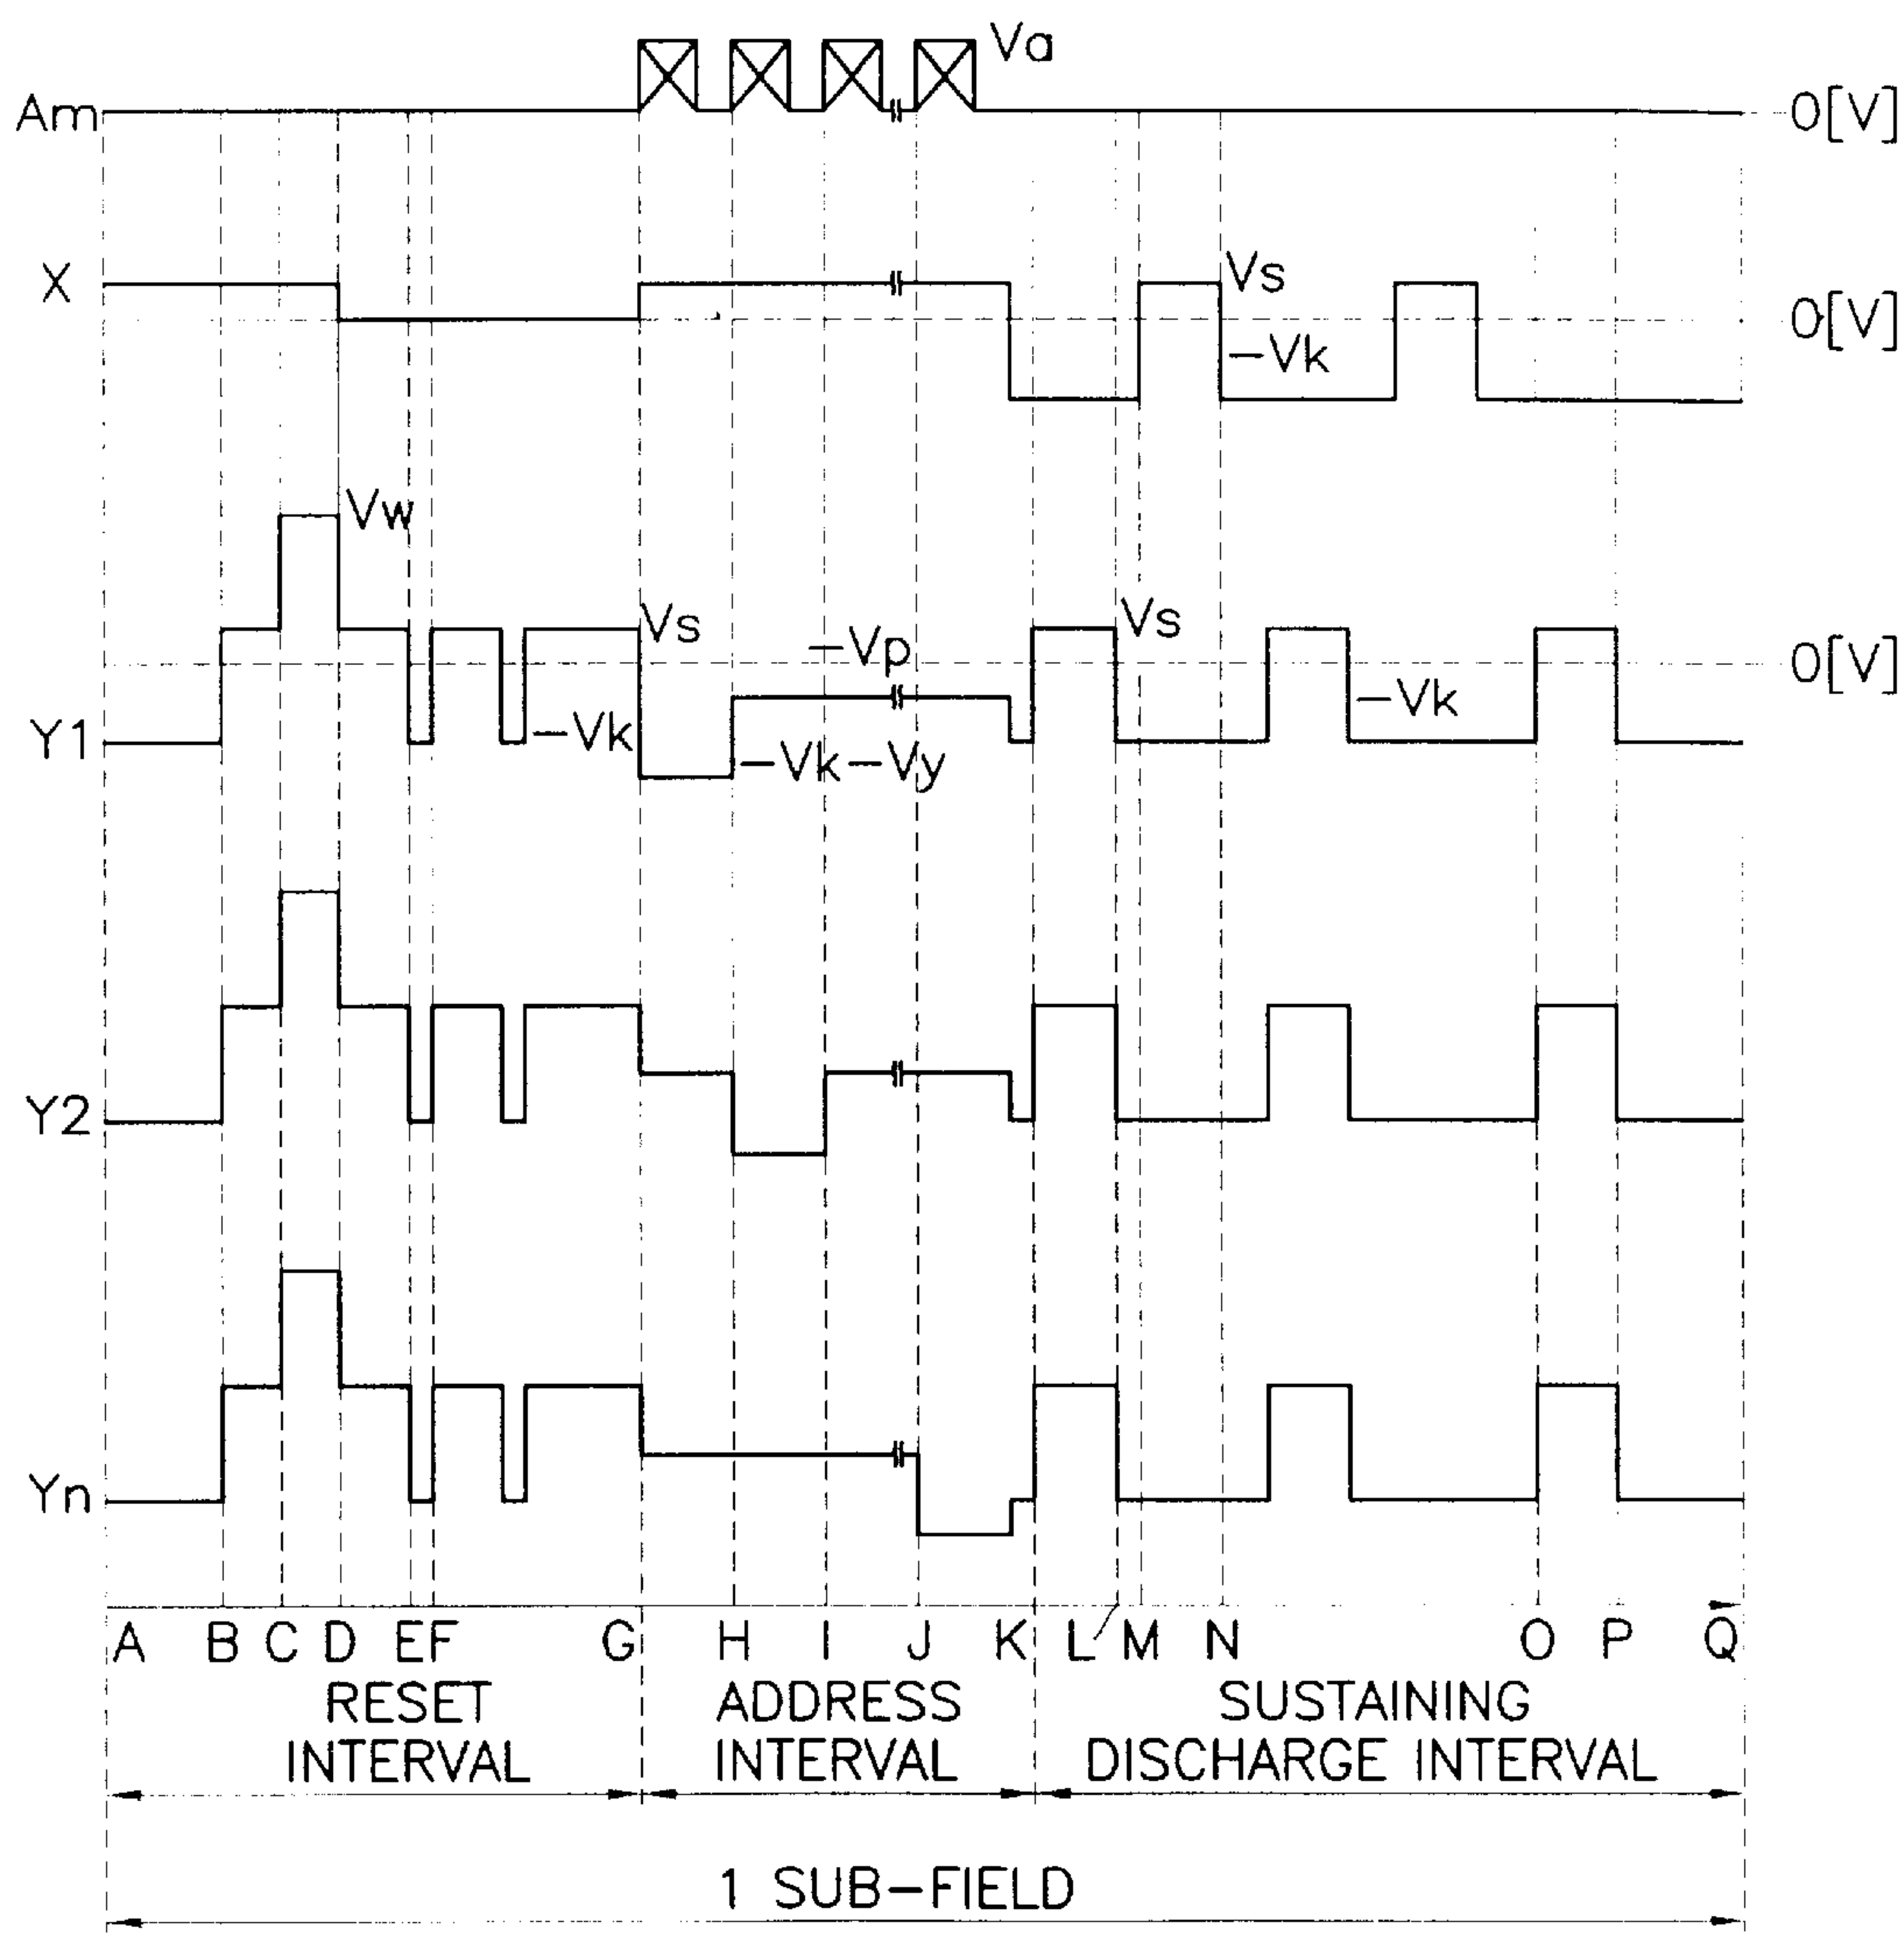 Va
Am 0[V]
X Vs 0[V]
-Vk
Vw
Vs -Vp Vs 0[V]
Y1 -Vk -Vk-Vy -Vk
Y2
Yn
A B C D E F G H I J K L M N O P Q
RESET INTERVAL
ADDRESS INTERVAL
SUSTAINING DISCHARGE INTERVAL
1 SUB-FIELD